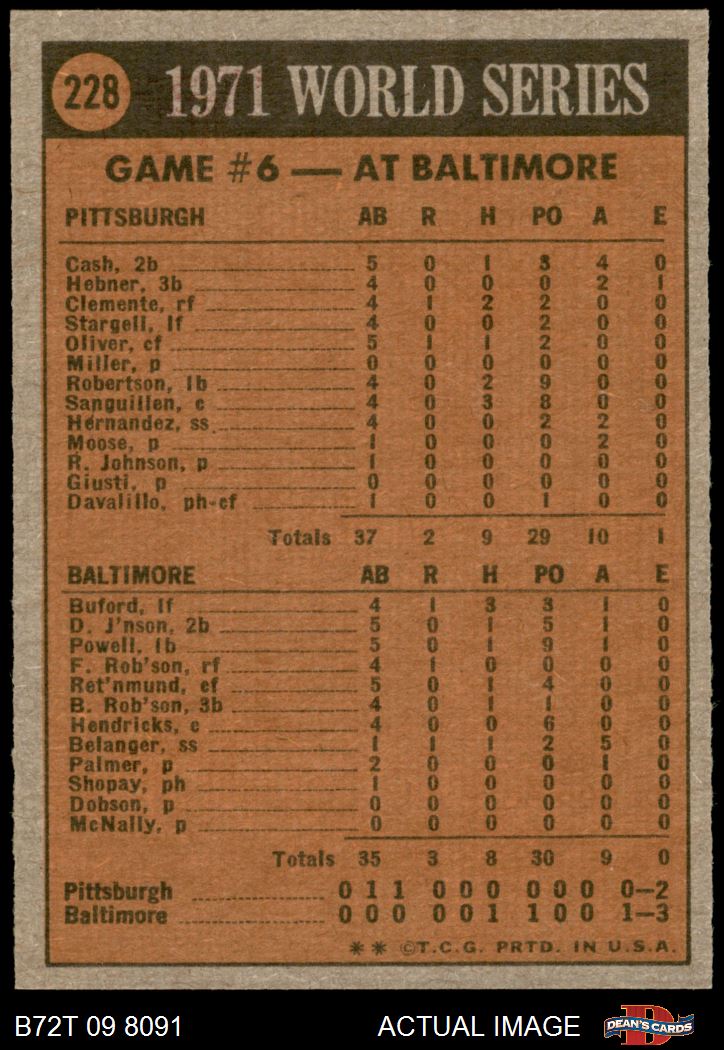 228 1971 WORLD SERIES
GAME #6 — AT BALTIMORE
PITTSBURGH AB R H PO A E
Cash, 2b 5 0 1 3 4 0
Hebner, 3b 4 0 0 0 2 1
Clemente, rf 4 1 2 2 0 0
Stargell, lf 4 0 0 2 0 0
Oliver, cf 5 1 1 2 0 0
Miller, p 0 0 0 0 0 0
Robertson, 1b 4 0 2 9 0 0
Sanguillen, c 4 0 3 8 0 0
Hernandez, ss 4 0 0 2 2 0
Moose, p 1 0 0 0 2 0
R. Johnson, p 1 0 0 0 0 0
Giusti, p 0 0 0 0 0 0
Davalillo, ph-cf 1 0 0 1 0 0
Totals 37 2 9 29 10 1
BALTIMORE AB R H PO A E
Buford, lf 4 1 3 3 1 0
D. J'nson, 2b 5 0 1 5 1 0
Powell, 1b 5 0 1 9 1 0
F. Rob'son, rf 4 1 0 0 0 0
Ret'nmund, cf 5 0 1 4 0 0
B. Rob'son, 3b 4 0 1 1 0 0
Hendricks, c 4 0 0 6 0 0
Belanger, ss 1 1 1 2 5 0
Palmer, p 2 0 0 0 1 0
Shopay, ph 1 0 0 0 0 0
Dobson, p 0 0 0 0 0 0
McNally, p 0 0 0 0 0 0
Totals 35 3 8 30 9 0
Pittsburgh 0 1 1 0 0 0 0 0 0 0—2
Baltimore 0 0 0 0 0 1 1 0 0 1—3
** ©T.C.G. PRTD. IN U.S.A.
B72T 09 8091 ACTUAL IMAGE DEAN'S CARDS